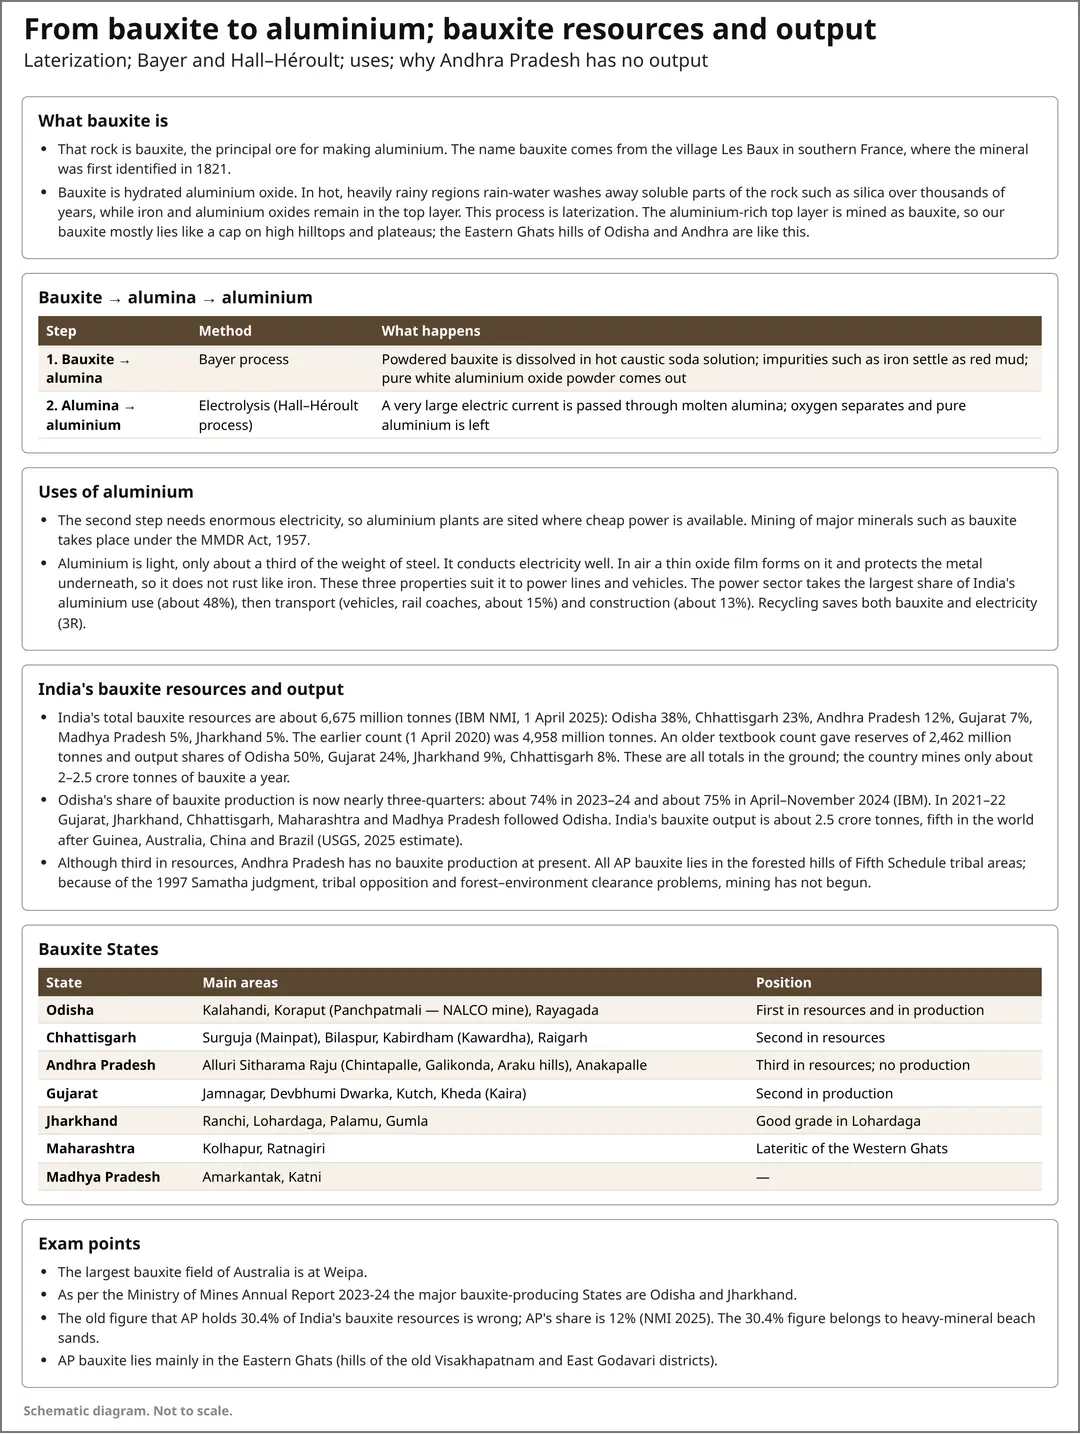 From bauxite to aluminium; bauxite resources and output
Laterization; Bayer and Hall–Héroult; uses; why Andhra Pradesh has no output
What bauxite is
• That rock is bauxite, the principal ore for making aluminium. The name bauxite comes from the village Les Baux in southern France, where the mineral
was first identified in 1821.
• Bauxite is hydrated aluminium oxide. In hot, heavily rainy regions rain-water washes away soluble parts of the rock such as silica over thousands of
years, while iron and aluminium oxides remain in the top layer. This process is laterization. The aluminium-rich top layer is mined as bauxite, so our
bauxite mostly lies like a cap on high hilltops and plateaus; the Eastern Ghats hills of Odisha and Andhra are like this.
Bauxite → alumina → aluminium
Step Method What happens
1. Bauxite → Bayer process Powdered bauxite is dissolved in hot caustic soda solution; impurities such as iron settle as red mud;
alumina pure white aluminium oxide powder comes out
2. Alumina → Electrolysis (Hall–Héroult A very large electric current is passed through molten alumina; oxygen separates and pure
aluminium process) aluminium is left
Uses of aluminium
• The second step needs enormous electricity, so aluminium plants are sited where cheap power is available. Mining of major minerals such as bauxite
takes place under the MMDR Act, 1957.
• Aluminium is light, only about a third of the weight of steel. It conducts electricity well. In air a thin oxide film forms on it and protects the metal
underneath, so it does not rust like iron. These three properties suit it to power lines and vehicles. The power sector takes the largest share of India's
aluminium use (about 48%), then transport (vehicles, rail coaches, about 15%) and construction (about 13%). Recycling saves both bauxite and electricity
(3R).
India's bauxite resources and output
• India's total bauxite resources are about 6,675 million tonnes (IBM NMI, 1 April 2025): Odisha 38%, Chhattisgarh 23%, Andhra Pradesh 12%, Gujarat 7%,
Madhya Pradesh 5%, Jharkhand 5%. The earlier count (1 April 2020) was 4,958 million tonnes. An older textbook count gave reserves of 2,462 million
tonnes and output shares of Odisha 50%, Gujarat 24%, Jharkhand 9%, Chhattisgarh 8%. These are all totals in the ground; the country mines only about
2–2.5 crore tonnes of bauxite a year.
• Odisha's share of bauxite production is now nearly three-quarters: about 74% in 2023–24 and about 75% in April–November 2024 (IBM). In 2021–22
Gujarat, Jharkhand, Chhattisgarh, Maharashtra and Madhya Pradesh followed Odisha. India's bauxite output is about 2.5 crore tonnes, fifth in the world
after Guinea, Australia, China and Brazil (USGS, 2025 estimate).
• Although third in resources, Andhra Pradesh has no bauxite production at present. All AP bauxite lies in the forested hills of Fifth Schedule tribal areas;
because of the 1997 Samatha judgment, tribal opposition and forest–environment clearance problems, mining has not begun.
Bauxite States
State Main areas Position
Odisha Kalahandi, Koraput (Panchpatmali — NALCO mine), Rayagada First in resources and in production
Chhattisgarh Surguja (Mainpat), Bilaspur, Kabirdham (Kawardha), Raigarh Second in resources
Andhra Pradesh Alluri Sitharama Raju (Chintapalle, Galikonda, Araku hills), Anakapalle Third in resources; no production
Gujarat Jamnagar, Devbhumi Dwarka, Kutch, Kheda (Kaira) Second in production
Jharkhand Ranchi, Lohardaga, Palamu, Gumla Good grade in Lohardaga
Maharashtra Kolhapur, Ratnagiri Lateritic of the Western Ghats
Madhya Pradesh Amarkantak, Katni —
Exam points
• The largest bauxite field of Australia is at Weipa.
• As per the Ministry of Mines Annual Report 2023-24 the major bauxite-producing States are Odisha and Jharkhand.
• The old figure that AP holds 30.4% of India's bauxite resources is wrong; AP's share is 12% (NMI 2025). The 30.4% figure belongs to heavy-mineral beach
sands.
• AP bauxite lies mainly in the Eastern Ghats (hills of the old Visakhapatnam and East Godavari districts).
Schematic diagram. Not to scale.